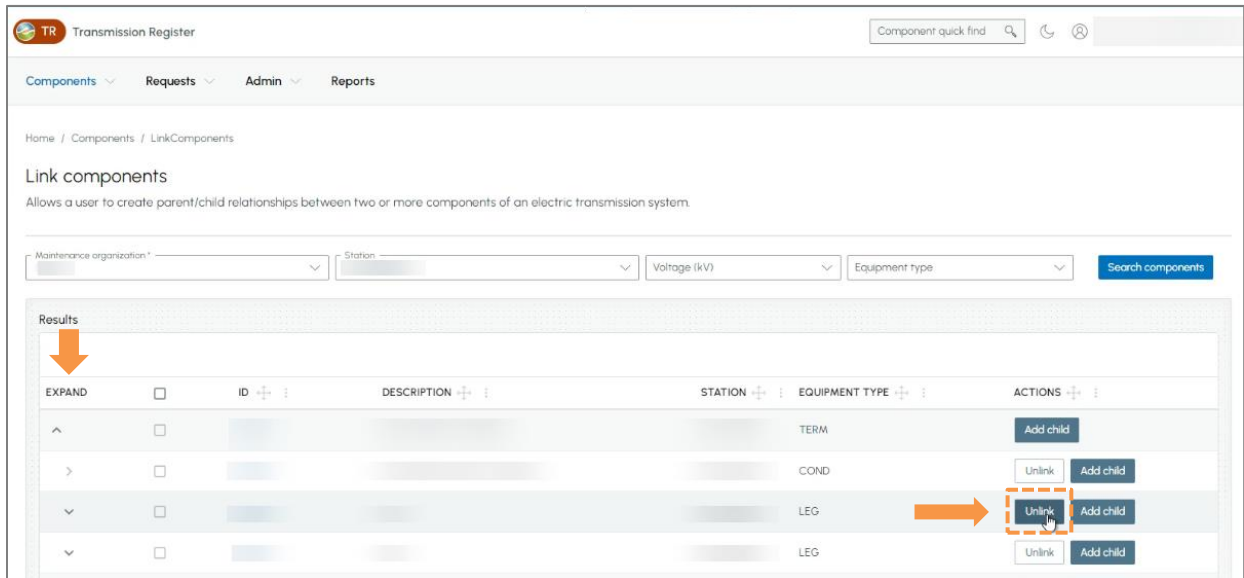 TR Transmission Register Component quick find
Components Requests Admin Reports
Home / Components / LinkComponents
Link components
Allows a user to create parent/child relationships between two or more components of an electric transmission system.
Maintenance organization * Station Voltage (kV) Equipment type Search components
Results
EXPAND ID DESCRIPTION STATION EQUIPMENT TYPE ACTIONS
TERM Add child
COND Unlink Add child
LEG Unlink Add child
LEG Unlink Add child